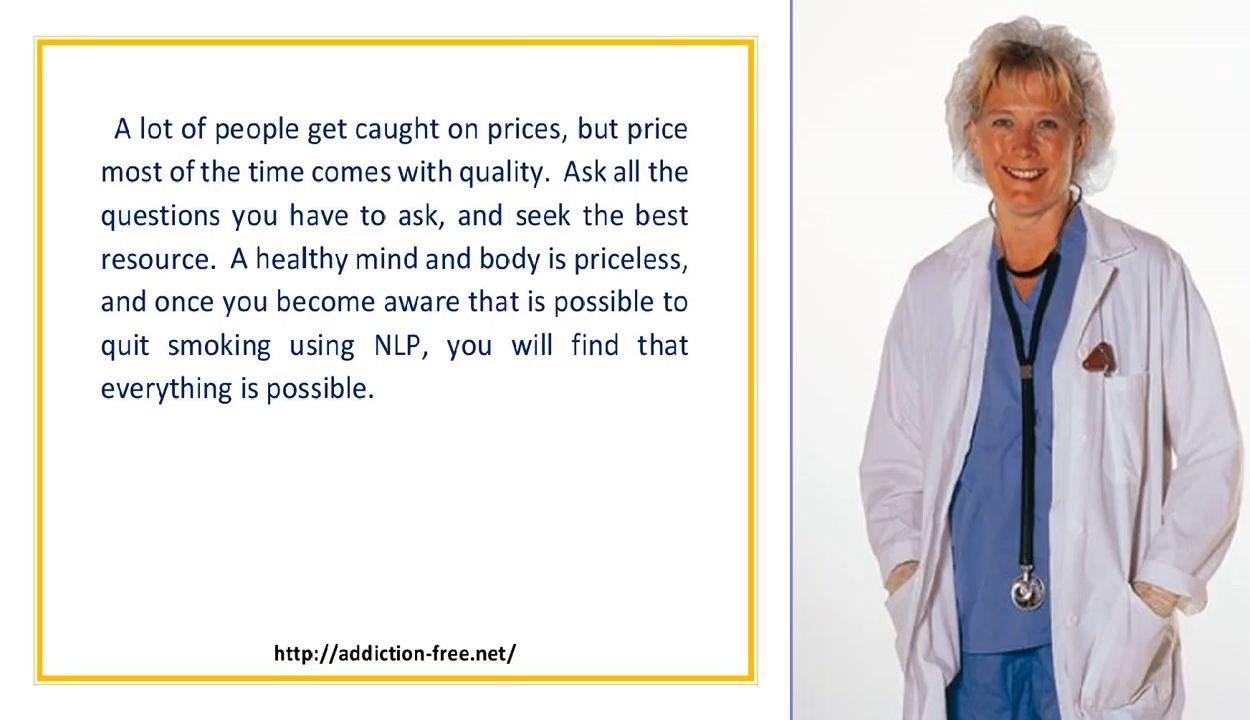 A lot of people get caught on prices, but price
most of the time comes with quality. Ask all the
questions you have to ask, and seek the best
resource. A healthy mind and body is priceless,
and once you become aware that is possible to
quit smoking using NLP, you will find that
everything is possible.
http://addiction-free.net/